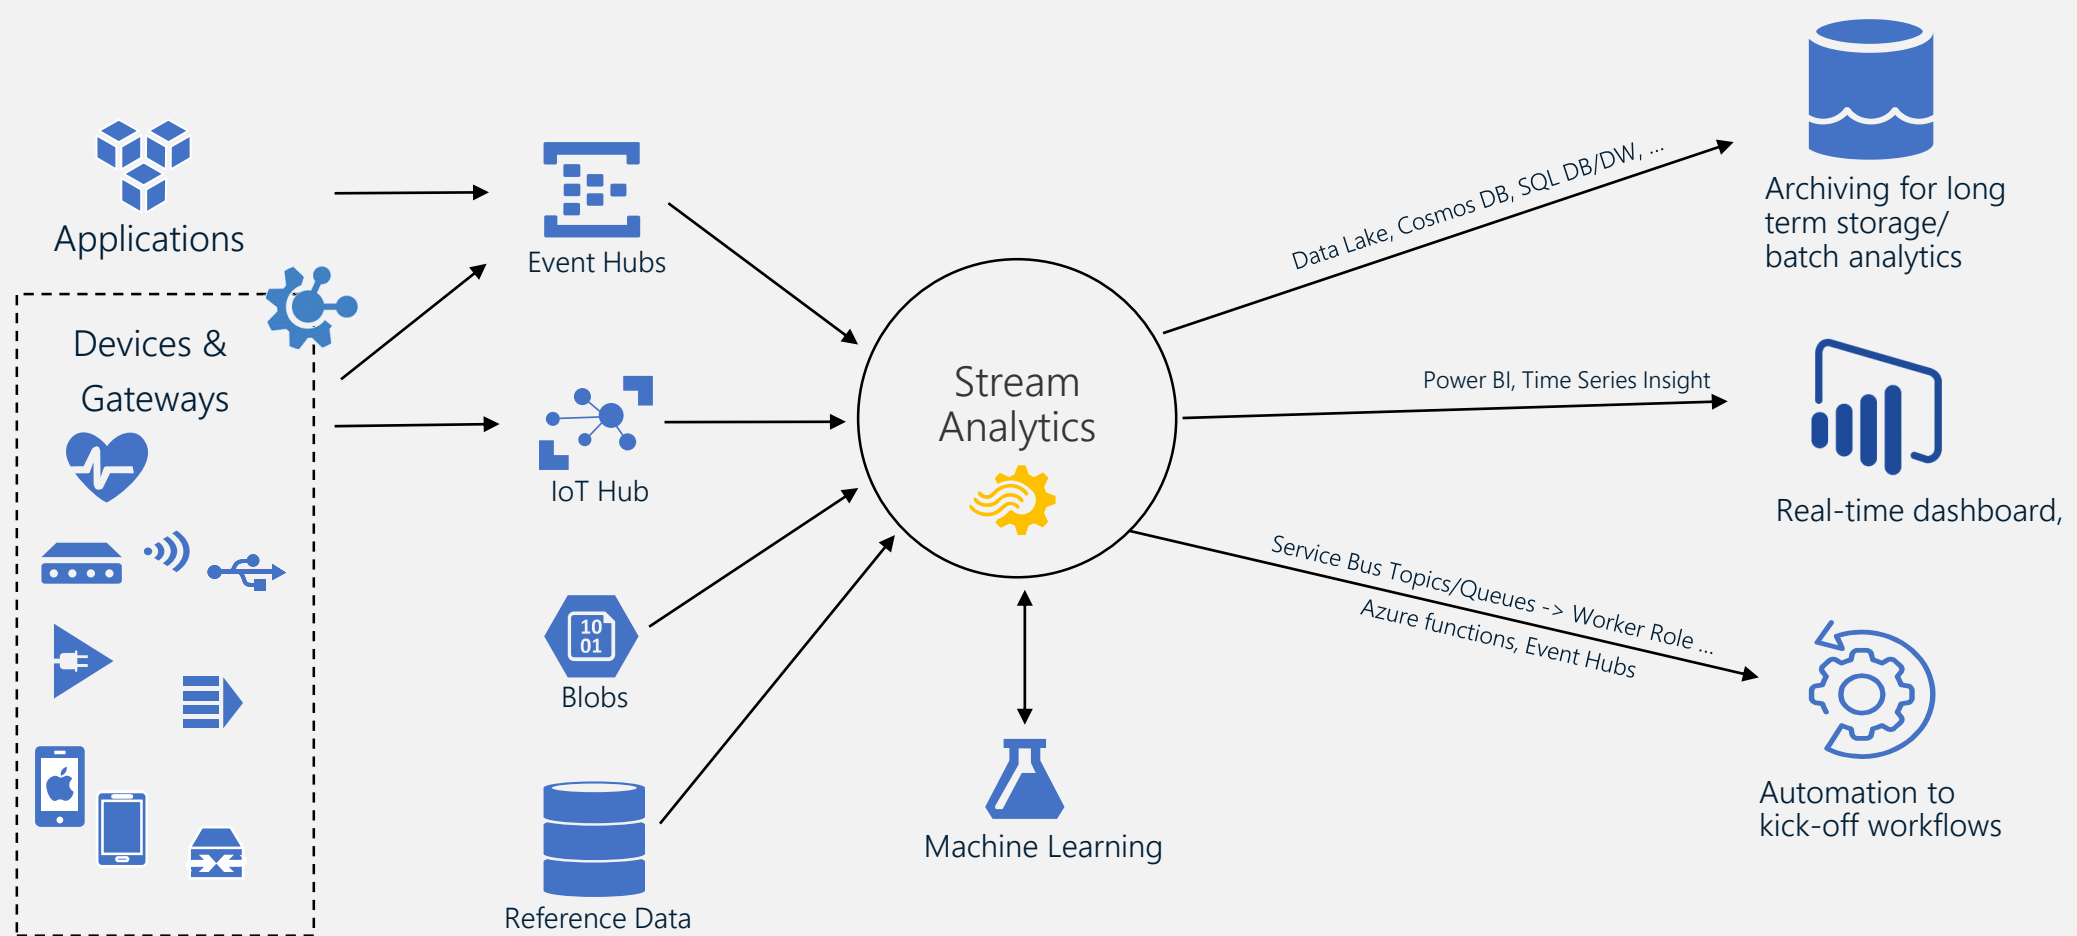 Applications
Devices &
Gateways
Event Hubs
IoT Hub
10
01
Blobs
Reference Data
Stream
Analytics
Machine Learning
Data Lake, Cosmos DB, SQL DB/DW, ...
Archiving for long
term storage/
batch analytics
Power BI, Time Series Insight
Real-time dashboard,
Service Bus Topics/Queues -> Worker Role ...
Azure functions, Event Hubs
Automation to
kick-off workflows